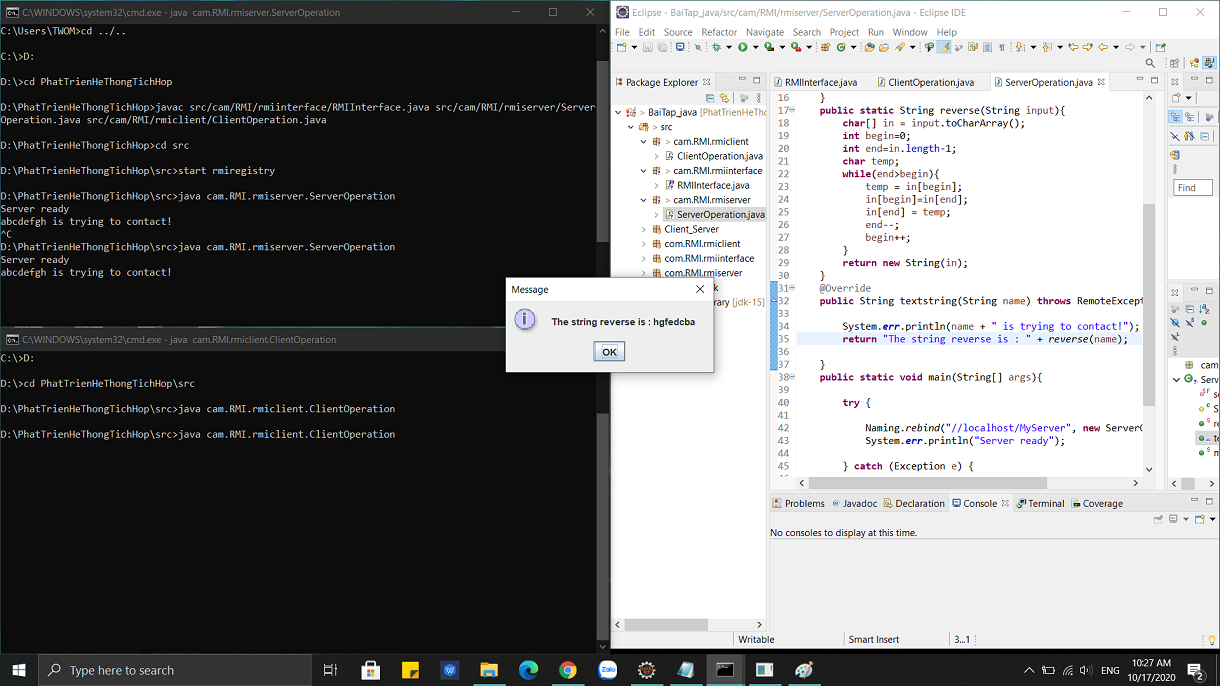 C:\WINDOWS\system32\cmd.exe - java cam.RMI.rmiserver.ServerOperation
C:\Users\TWOM>cd ../..
C:\>D:
D:\>cd PhatTrienHeThongTichHop
D:\PhatTrienHeThongTichHop>javac src/cam/RMI/rmiinterface/RMIInterface.java src/cam/RMI/rmiserver/Server
Operation.java src/cam/RMI/rmiclient/ClientOperation.java
D:\PhatTrienHeThongTichHop>cd src
D:\PhatTrienHeThongTichHop\src>start rmiregistry
D:\PhatTrienHeThongTichHop\src>java cam.RMI.rmiserver.ServerOperation
Server ready
abcdefgh is trying to contact!
^C
D:\PhatTrienHeThongTichHop\src>java cam.RMI.rmiserver.ServerOperation
Server ready
abcdefgh is trying to contact!
C:\WINDOWS\system32\cmd.exe - java cam.RMI.rmiclient.ClientOperation
C:\>D:
D:\>cd PhatTrienHeThongTichHop\src
D:\PhatTrienHeThongTichHop\src>java cam.RMI.rmiclient.ClientOperation
D:\PhatTrienHeThongTichHop\src>java cam.RMI.rmiclient.ClientOperation
Message
The string reverse is : hgfedcba
OK
Eclipse - BaiTap_java/src/cam/RMI/rmiserver/ServerOperation.java - Eclipse IDE
File Edit Source Refactor Navigate Search Project Run Window Help
Package Explorer
> BaiTap_java [PhatTrienHeTho
> src
> cam.RMI.rmiclient
ClientOperation.java
> cam.RMI.rmiinterface
RMIInterface.java
> cam.RMI.rmiserver
ServerOperation.java
Client_Server
com.RMI.rmiclient
com.RMI.rmiinterface
com.RMI.rmiserver
rary [jdk-15]
RMIInterface.java ClientOperation.java ServerOperation.java
16 }
17 public static String reverse(String input){
18 char[] in = input.toCharArray();
19 int begin=0;
20 int end=in.length-1;
21 char temp;
22 while(end>begin){
23 temp = in[begin];
24 in[begin]=in[end];
25 in[end] = temp;
26 end--;
27 begin++;
28 }
29 return new String(in);
30 }
31 @Override
32 public String textstring(String name) throws RemoteExcept
33
34 System.err.println(name + " is trying to contact!");
35 return "The string reverse is : " + reverse(name);
36
37 }
38 public static void main(String[] args){
39
40 try {
41
42 Naming.rebind("//localhost/MyServer", new ServerO
43 System.err.println("Server ready");
44
45 } catch (Exception e) {
Find
cam
Serv
Problems Javadoc Declaration Console Terminal Coverage
No consoles to display at this time.
Writable Smart Insert 3...1
Type here to search
Zalo
ENG
10:27 AM
10/17/2020
2